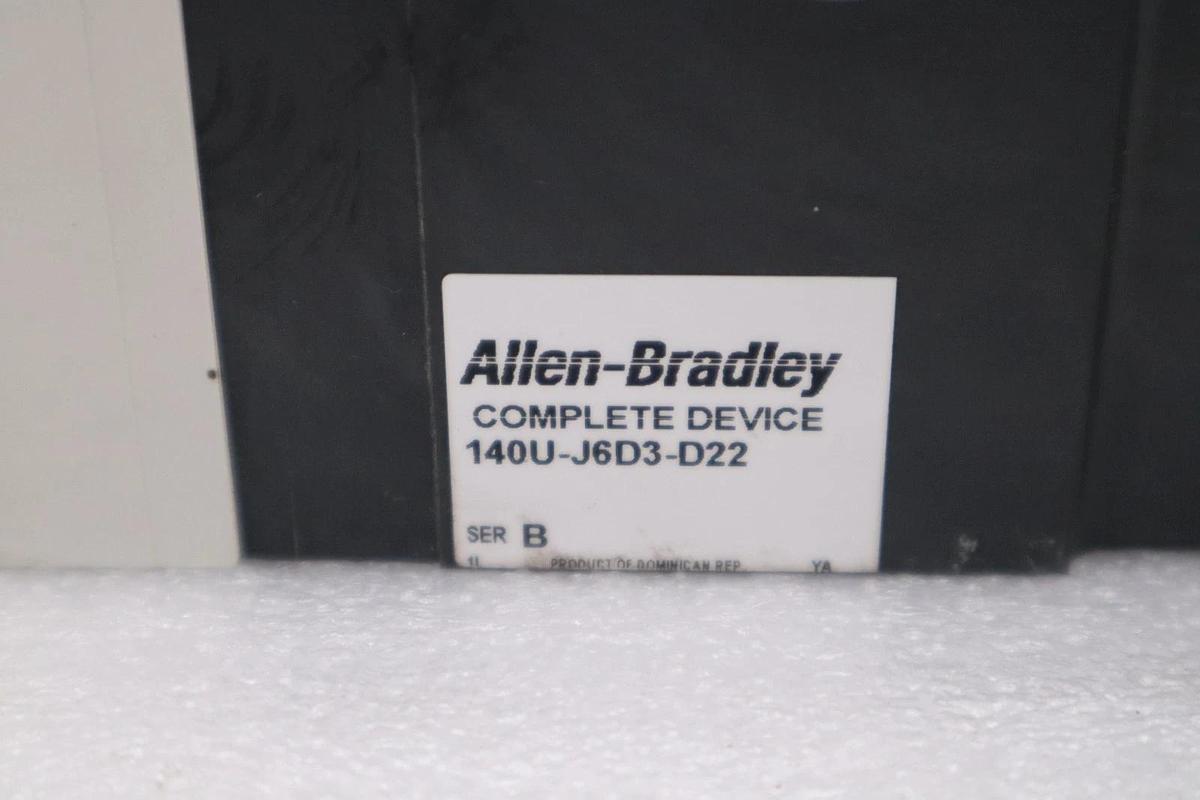 Allen-Bradley
COMPLETE DEVICE
140U-J6D3-D22
SER B
PRODUCT OF DOMINICAN REP. YA